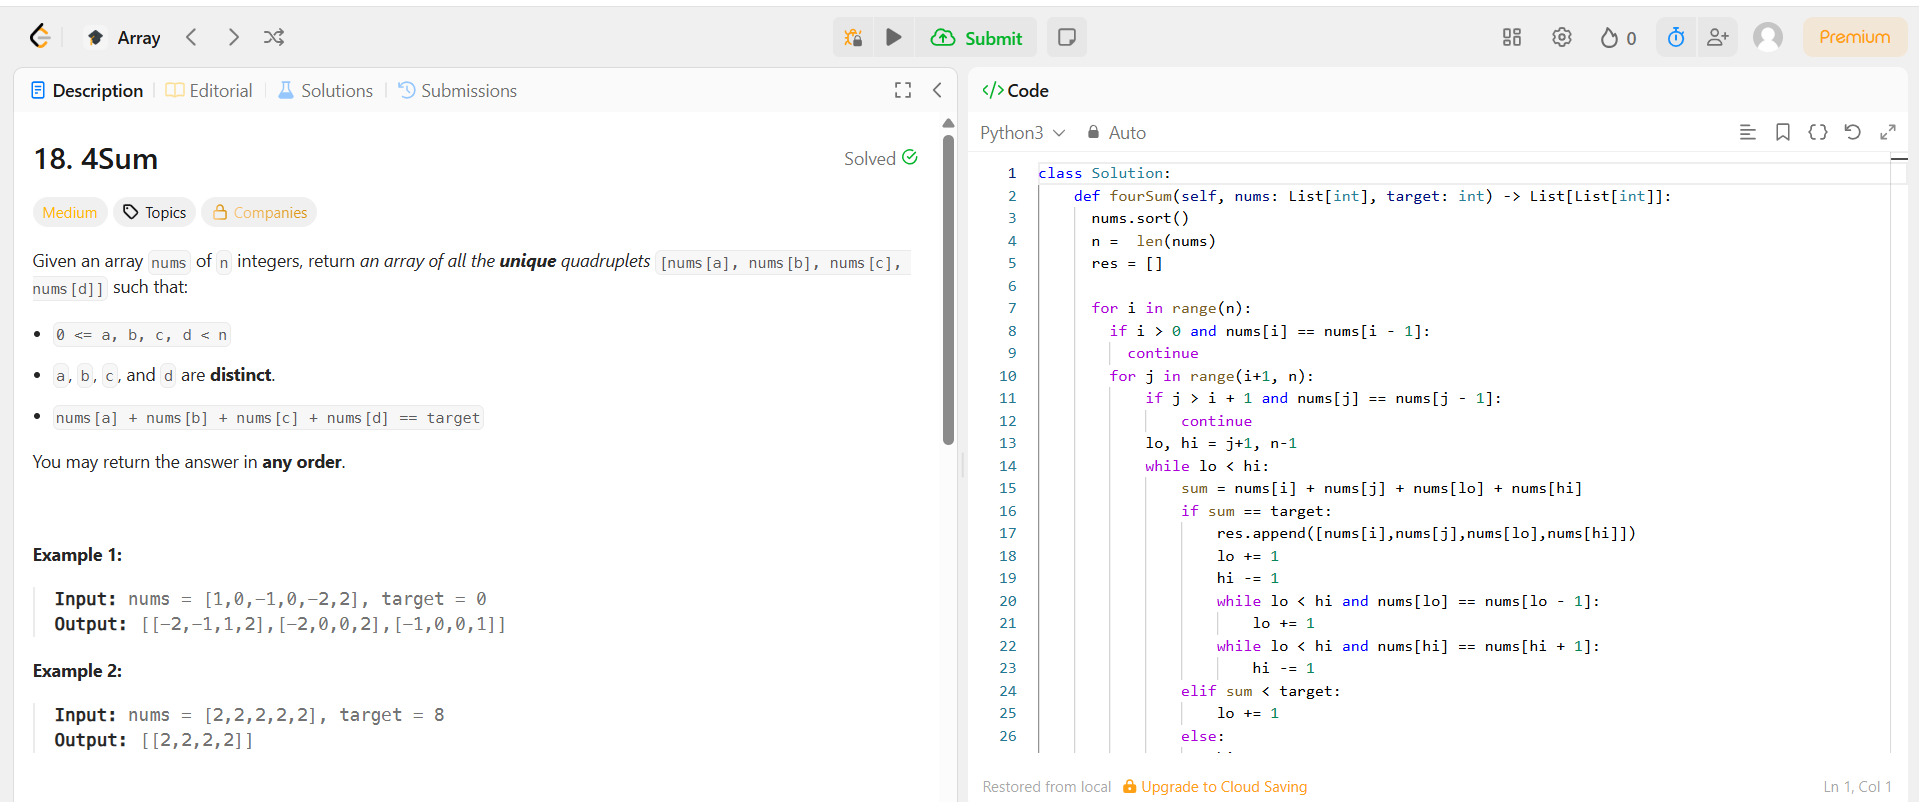 Array
Submit
0
Premium
Description
Editorial
Solutions
Submissions
18. 4Sum
Solved
Medium
Topics
Companies
Given an array nums of n integers, return an array of all the unique quadruplets [nums[a], nums[b], nums[c],
nums[d]] such that:
• 0 <= a, b, c, d < n
• a, b, c, and d are distinct.
• nums[a] + nums[b] + nums[c] + nums[d] == target
You may return the answer in any order.
Example 1:
Input: nums = [1,0,-1,0,-2,2], target = 0
Output: [[-2,-1,1,2],[-2,0,0,2],[-1,0,0,1]]
Example 2:
Input: nums = [2,2,2,2,2], target = 8
Output: [[2,2,2,2]]
</> Code
Python3
Auto
1 class Solution:
2     def fourSum(self, nums: List[int], target: int) -> List[List[int]]:
3       nums.sort()
4       n =  len(nums)
5       res = []
6
7       for i in range(n):
8         if i > 0 and nums[i] == nums[i - 1]:
9           continue
10         for j in range(i+1, n):
11             if j > i + 1 and nums[j] == nums[j - 1]:
12                 continue
13             lo, hi = j+1, n-1
14             while lo < hi:
15                 sum = nums[i] + nums[j] + nums[lo] + nums[hi]
16                 if sum == target:
17                     res.append([nums[i],nums[j],nums[lo],nums[hi]])
18                     lo += 1
19                     hi -= 1
20                     while lo < hi and nums[lo] == nums[lo - 1]:
21                         lo += 1
22                     while lo < hi and nums[hi] == nums[hi + 1]:
23                         hi -= 1
24                 elif sum < target:
25                     lo += 1
26                 else:
Restored from local
Upgrade to Cloud Saving
Ln 1, Col 1